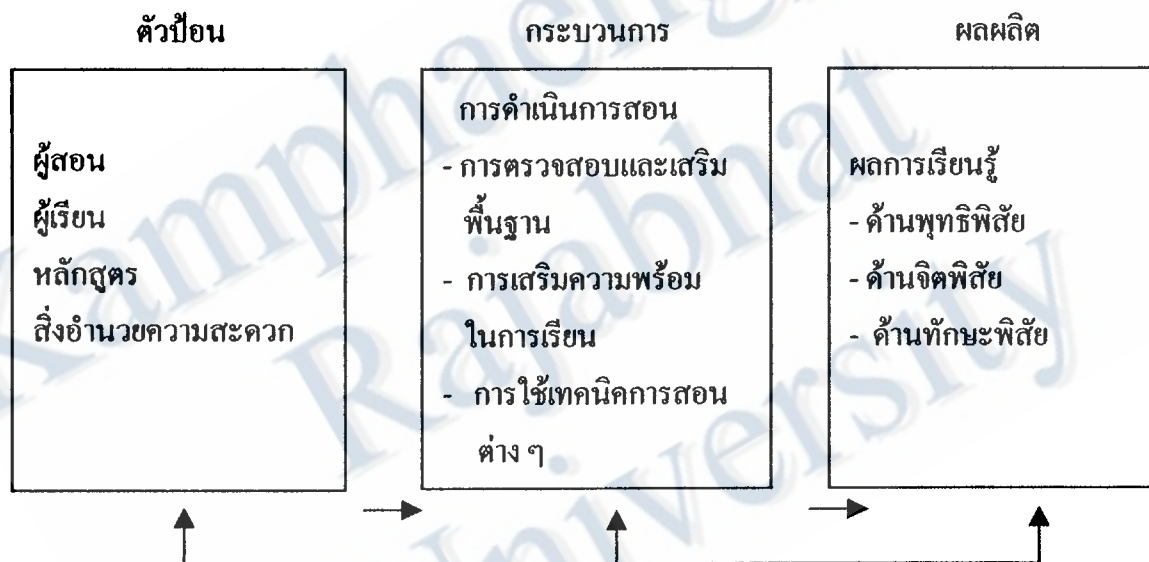 ตัวป้อน
ผู้สอน
ผู้เรียน
หลักสูตร
สิ่งอำนวยความสะดวก
กระบวนการ
การดำเนินการสอน
- การตรวจสอบและเสริม
พื้นฐาน
- การเสริมความพร้อม
ในการเรียน
- การใช้เทคนิคการสอน
ต่าง ๆ
ผลผลิต
ผลการเรียนรู้
- ด้านพุทธิพิสัย
- ด้านจิตพิสัย
- ด้านทักษะพิสัย
Kamphaeng
Rajabhat
University